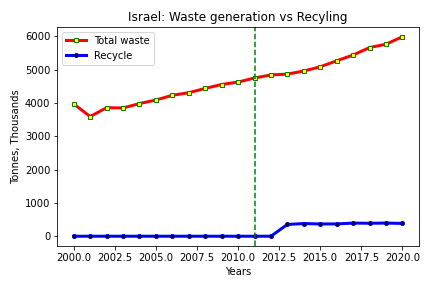 Israel: Waste generation vs Recyling
Total waste
Recycle
Tonnes, Thousands
6000
5000
4000
3000
2000
1000
0
2000.0 2002.5 2005.0 2007.5 2010.0 2012.5 2015.0 2017.5 2020.0
Years